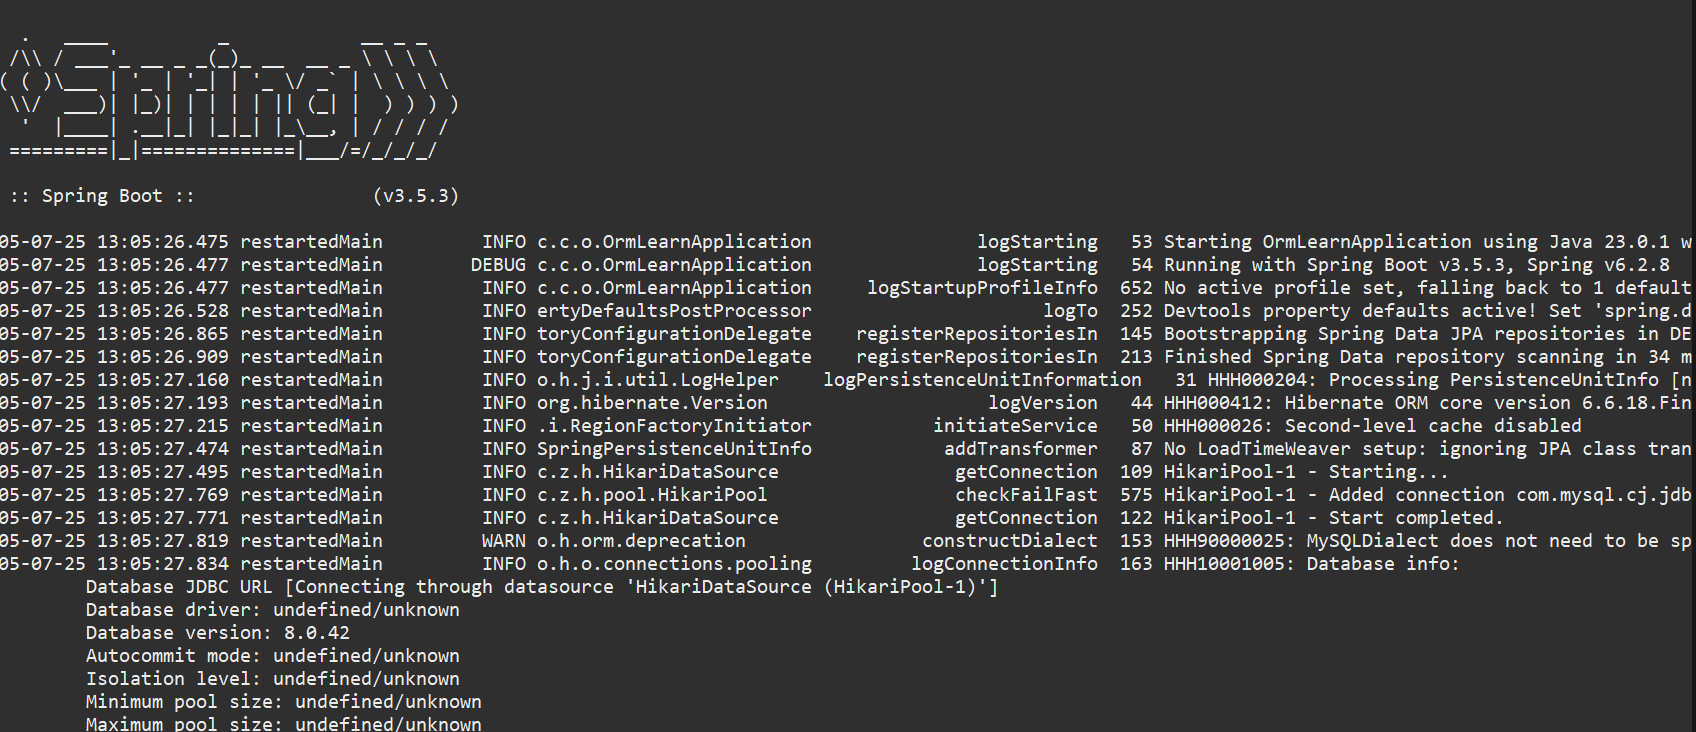 .   ____          _            __ _ _
 /\\ / ___'_ __ _ _(_)_ __  __ _ \ \ \ \
( ( )\___ | '_ | '_| | '_ \/ _` | \ \ \ \
 \\/  ___)| |_)| | | | | || (_| |  ) ) ) )
  '  |____| .__|_| |_|_| |_\__, | / / / /
 =========|_|==============|___/=/_/_/_/
 :: Spring Boot ::                (v3.5.3)
05-07-25 13:05:26.475 restartedMain         INFO c.c.o.OrmLearnApplication               logStarting   53 Starting OrmLearnApplication using Java 23.0.1 w
05-07-25 13:05:26.477 restartedMain        DEBUG c.c.o.OrmLearnApplication               logStarting   54 Running with Spring Boot v3.5.3, Spring v6.2.8
05-07-25 13:05:26.477 restartedMain         INFO c.c.o.OrmLearnApplication     logStartupProfileInfo  652 No active profile set, falling back to 1 default
05-07-25 13:05:26.528 restartedMain         INFO ertyDefaultsPostProcessor                     logTo  252 Devtools property defaults active! Set 'spring.d
05-07-25 13:05:26.865 restartedMain         INFO toryConfigurationDelegate    registerRepositoriesIn  145 Bootstrapping Spring Data JPA repositories in DE
05-07-25 13:05:26.909 restartedMain         INFO toryConfigurationDelegate    registerRepositoriesIn  213 Finished Spring Data repository scanning in 34 m
05-07-25 13:05:27.160 restartedMain         INFO o.h.j.i.util.LogHelper    logPersistenceUnitInformation   31 HHH000204: Processing PersistenceUnitInfo [n
05-07-25 13:05:27.193 restartedMain         INFO org.hibernate.Version                    logVersion   44 HHH000412: Hibernate ORM core version 6.6.18.Fin
05-07-25 13:05:27.215 restartedMain         INFO .i.RegionFactoryInitiator           initiateService   50 HHH000026: Second-level cache disabled
05-07-25 13:05:27.474 restartedMain         INFO SpringPersistenceUnitInfo            addTransformer   87 No LoadTimeWeaver setup: ignoring JPA class tran
05-07-25 13:05:27.495 restartedMain         INFO c.z.h.HikariDataSource                getConnection  109 HikariPool-1 - Starting...
05-07-25 13:05:27.769 restartedMain         INFO c.z.h.pool.HikariPool                 checkFailFast  575 HikariPool-1 - Added connection com.mysql.cj.jdb
05-07-25 13:05:27.771 restartedMain         INFO c.z.h.HikariDataSource                getConnection  122 HikariPool-1 - Start completed.
05-07-25 13:05:27.819 restartedMain         WARN o.h.orm.deprecation                constructDialect  153 HHH90000025: MySQLDialect does not need to be sp
05-07-25 13:05:27.834 restartedMain         INFO o.h.o.connections.pooling         logConnectionInfo  163 HHH10001005: Database info:
        Database JDBC URL [Connecting through datasource 'HikariDataSource (HikariPool-1)']
        Database driver: undefined/unknown
        Database version: 8.0.42
        Autocommit mode: undefined/unknown
        Isolation level: undefined/unknown
        Minimum pool size: undefined/unknown
        Maximum pool size: undefined/unknown